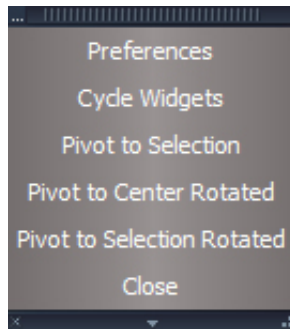 ...
Preferences
Cycle Widgets
Pivot to Selection
Pivot to Center Rotated
Pivot to Selection Rotated
Close